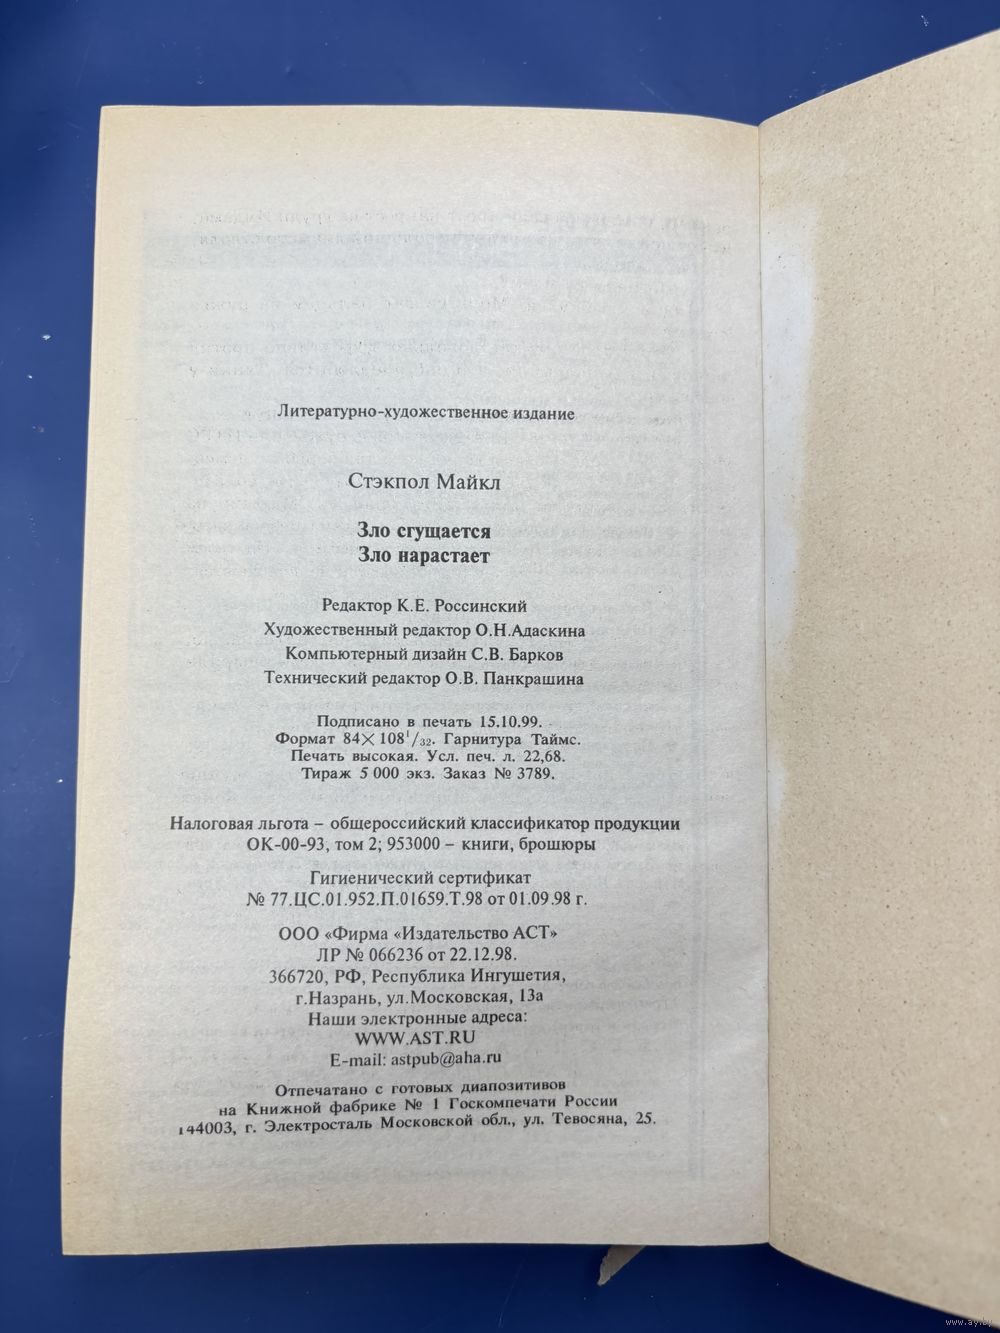 Литературно-художественное издание
Стэкпол Майкл
Зло сгущается
Зло нарастает
Редактор К.Е. Россинский
Художественный редактор О.Н.Адаскина
Компьютерный дизайн С.В. Барков
Технический редактор О.В. Панкрашина
Подписано в печать 15.10.99.
Формат 84×108¹/₃₂. Гарнитура Таймс.
Печать высокая. Усл. печ. л. 22,68.
Тираж 5 000 экз. Заказ № 3789.
Налоговая льгота – общероссийский классификатор продукции
ОК-00-93, том 2; 953000 – книги, брошюры
Гигиенический сертификат
№ 77.ЦС.01.952.П.01659.Т.98 от 01.09.98 г.
ООО «Фирма «Издательство АСТ»
ЛР № 066236 от 22.12.98.
366720, РФ, Республика Ингушетия,
г.Назрань, ул.Московская, 13а
Наши электронные адреса:
WWW.AST.RU
E-mail: astpub@aha.ru
Отпечатано с готовых диапозитивов
на Книжной фабрике № 1 Госкомпечати России
144003, г. Электросталь Московской обл., ул. Тевосяна, 25.